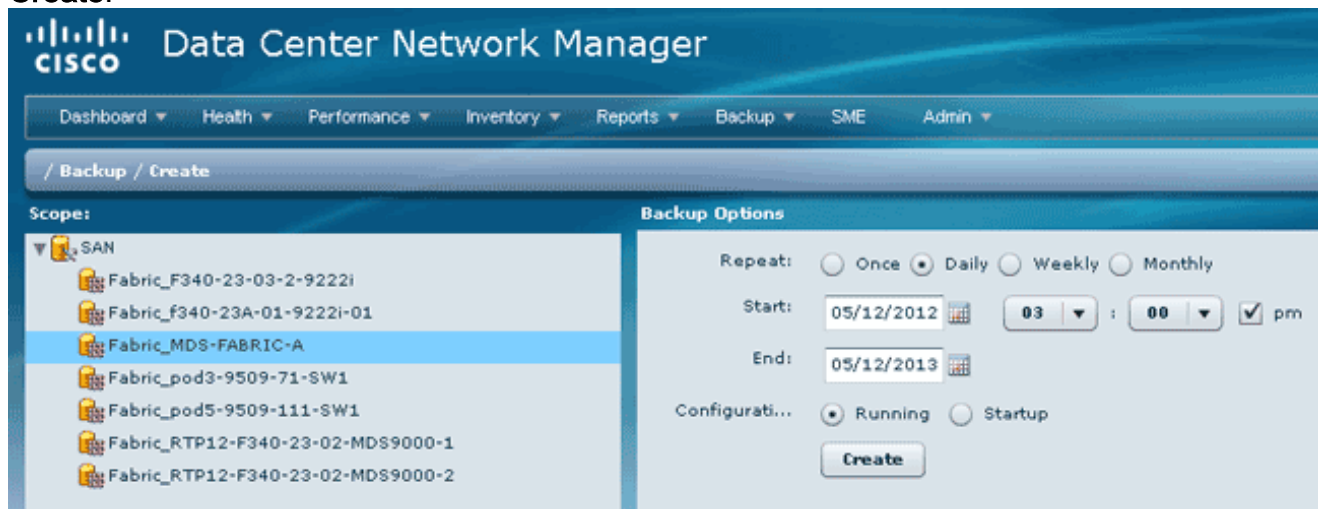 Create.
CISCO Data Center Network Manager
Dashboard Health Performance Inventory Reports Backup SME Admin
/ Backup / Create
Scope:
SAN
Fabric_F340-23-03-2-9222i
Fabric_f340-23A-01-9222i-01
Fabric_MDS-FABRIC-A
Fabric_pod3-9509-71-SW1
Fabric_pod5-9509-111-SW1
Fabric_RTP12-F340-23-02-MDS9000-1
Fabric_RTP12-F340-23-02-MDS9000-2
Backup Options
Repeat: Once Daily Weekly Monthly
Start: 05/12/2012 03 : 00 pm
End: 05/12/2013
Configurati... Running Startup
Create